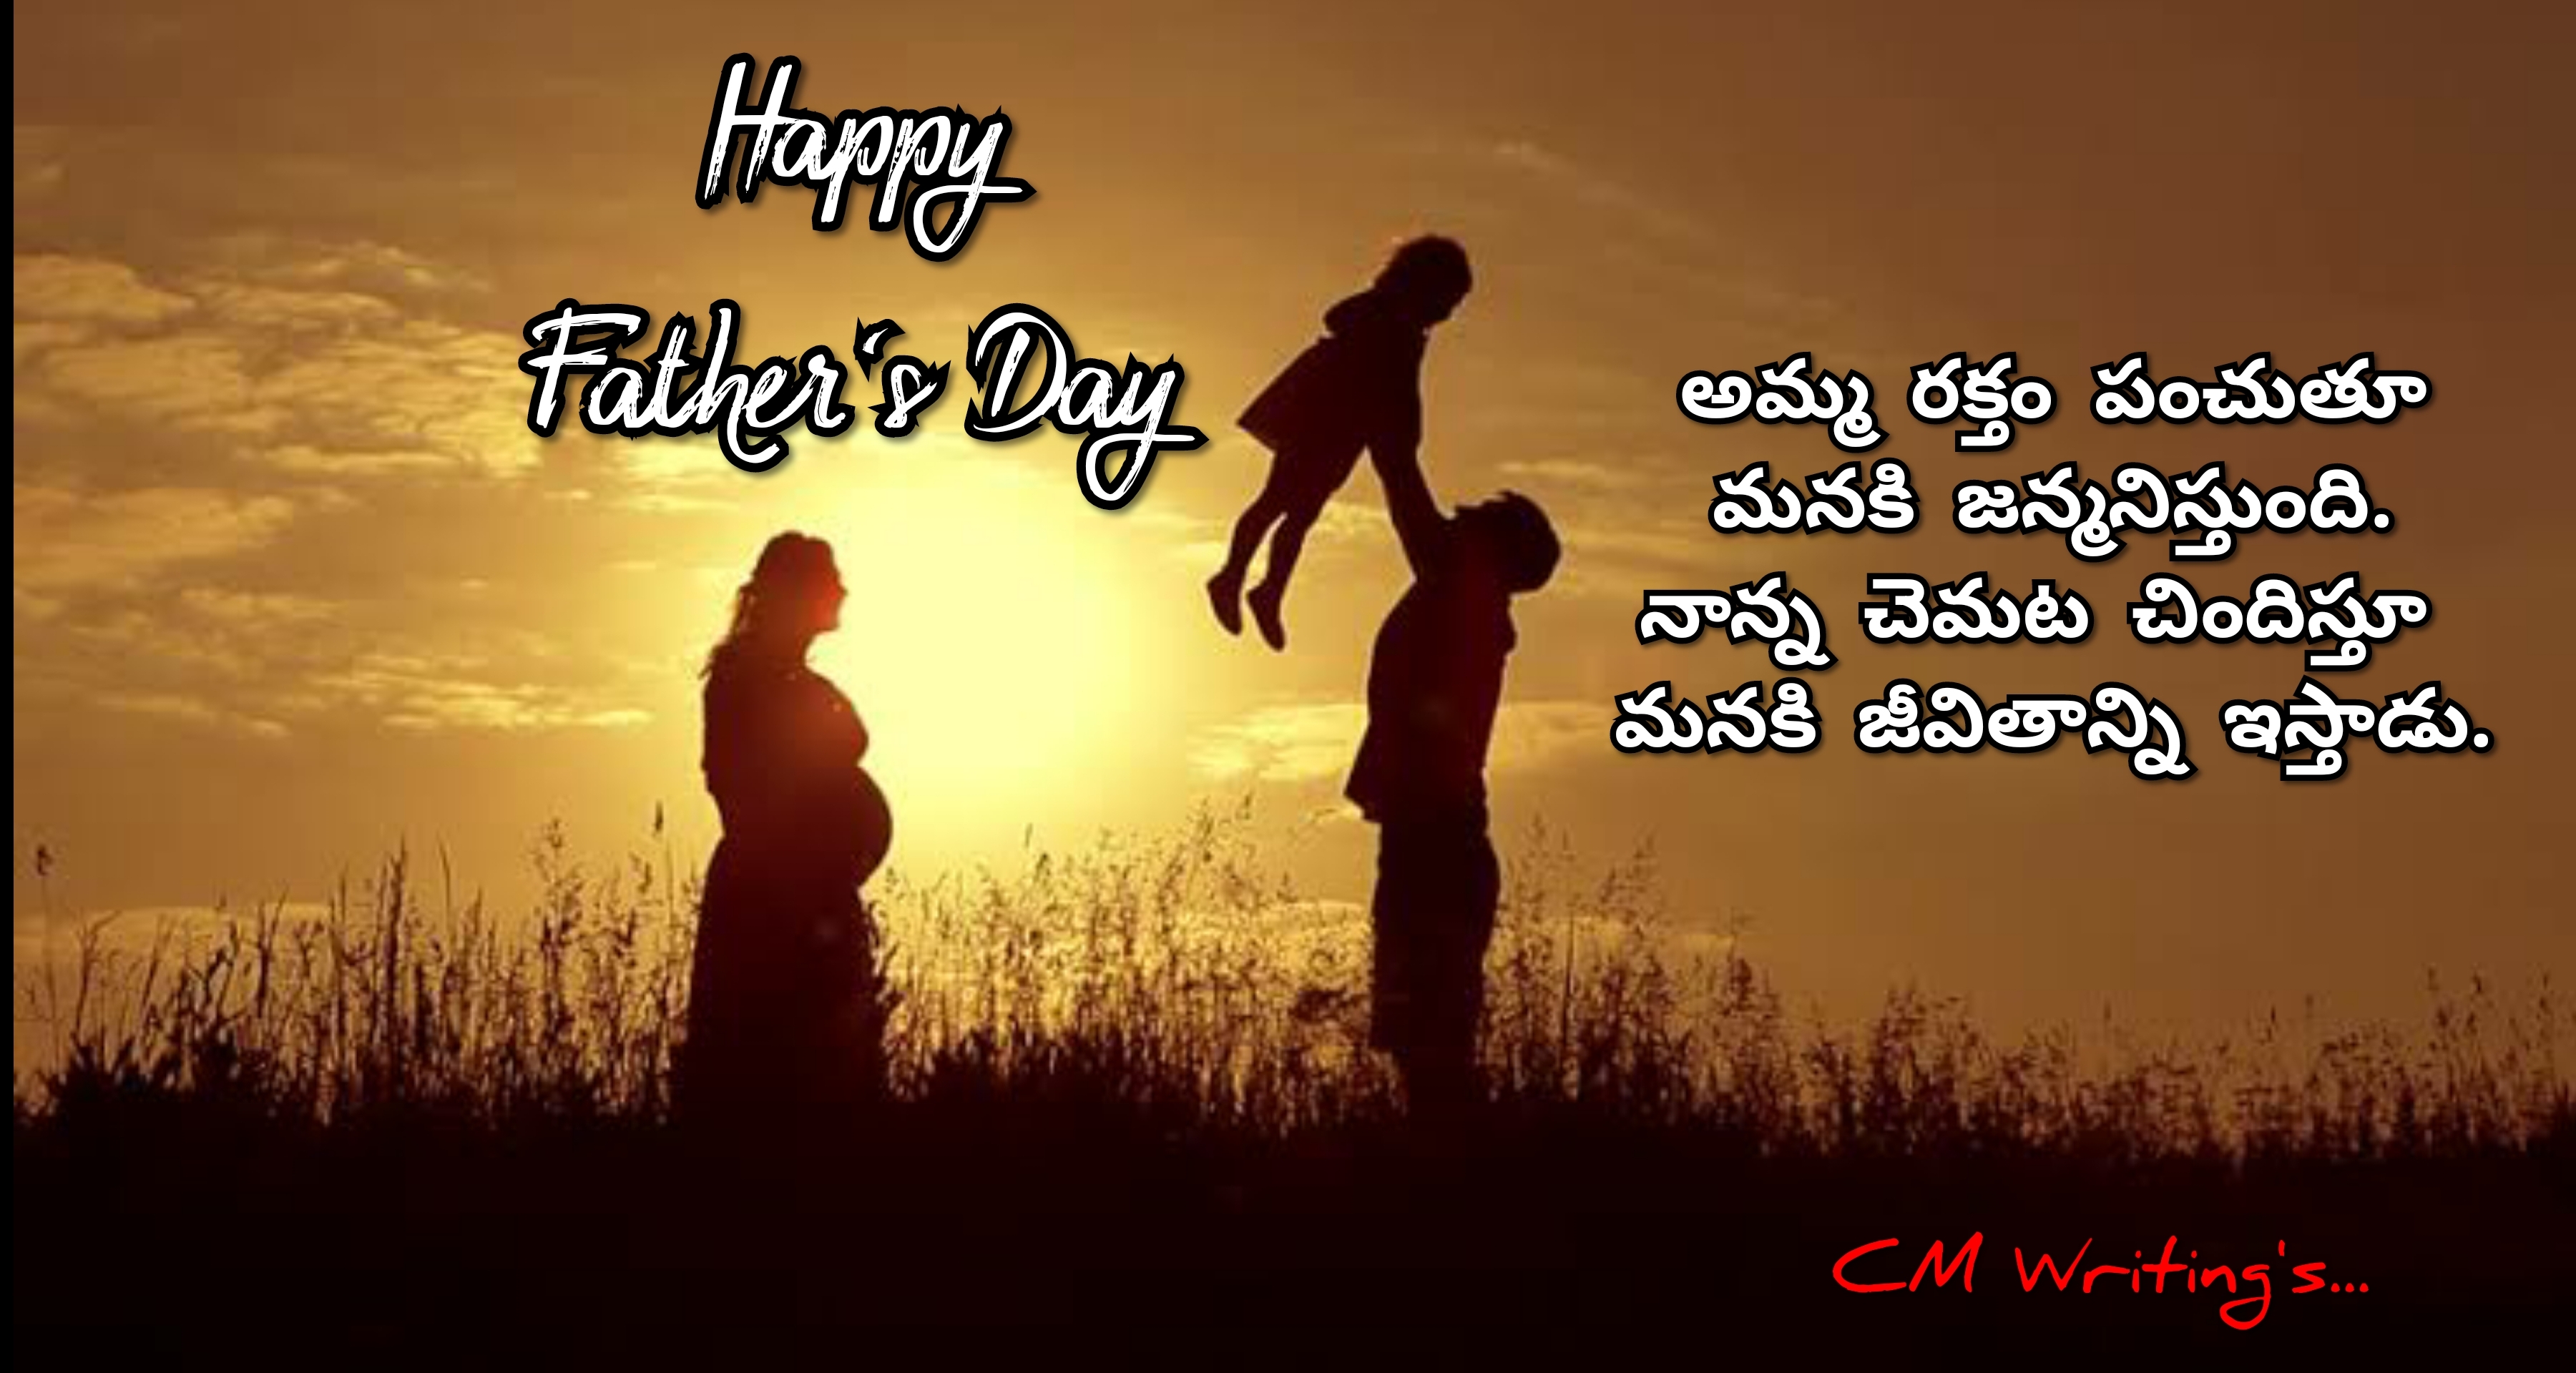 Happy
Father's Day
అమ్మ రక్తం పంచుతూ
మనకి జన్మనిస్తుంది.
నాన్న చెమట చిందిస్తూ
మనకి జీవితాన్ని ఇస్తాడు.
CM Writing's...